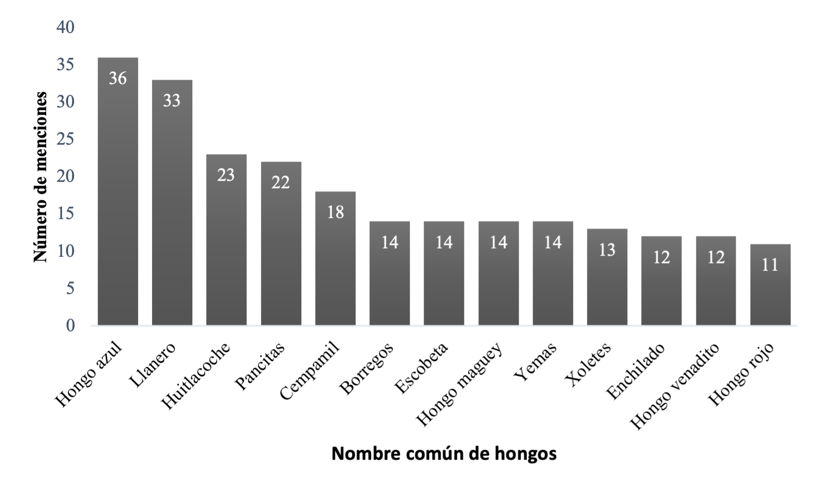 40
35
30
25
20
15
10
5
0
Número de menciones
36
33
23
22
18
14
14
14
14
13
12
12
11
Hongo azul
Llanero
Huitlacoche
Pancitas
Cempamil
Borregos
Escobeta
Hongo maguey
Yemas
Xoletes
Enchilado
Hongo venadito
Hongo rojo
Nombre común de hongos